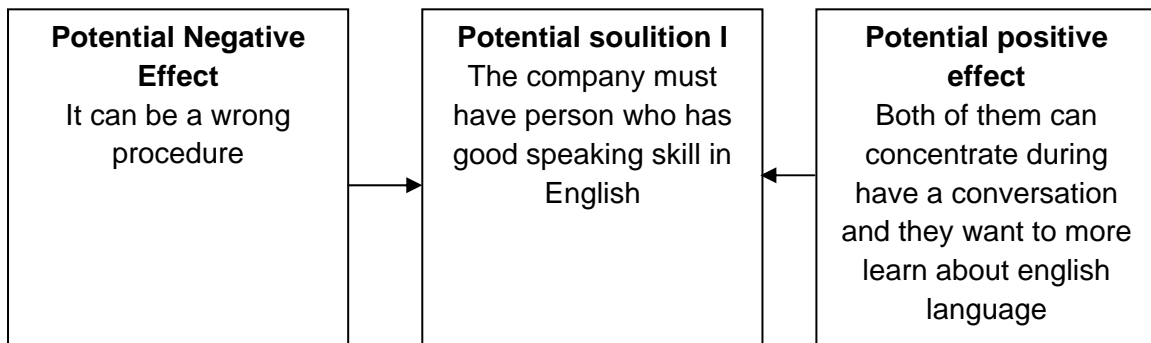 Potential Negative
Effect
It can be a wrong
procedure
Potential soulition I
The company must
have person who has
good speaking skill in
English
Potential positive
effect
Both of them can
concentrate during
have a conversation
and they want to more
learn about english
language